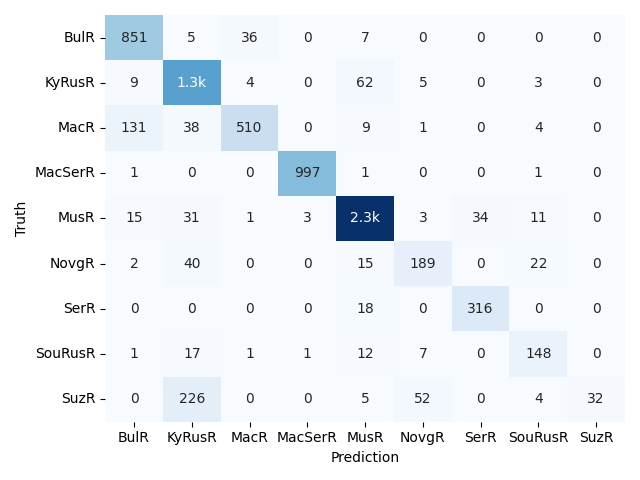 BulR 851 5 36 0 7 0 0 0 0
KyRusR 9 1.3k 4 0 62 5 0 3 0
MacR 131 38 510 0 9 1 0 4 0
MacSerR 1 0 0 997 1 0 0 1 0
MusR 15 31 1 3 2.3k 3 34 11 0
NovgR 2 40 0 0 15 189 0 22 0
SerR 0 0 0 0 18 0 316 0 0
SouRusR 1 17 1 1 12 7 0 148 0
SuzR 0 226 0 0 5 52 0 4 32
BulR KyRusR MacR MacSerR MusR NovgR SerR SouRusR SuzR
Prediction
Truth